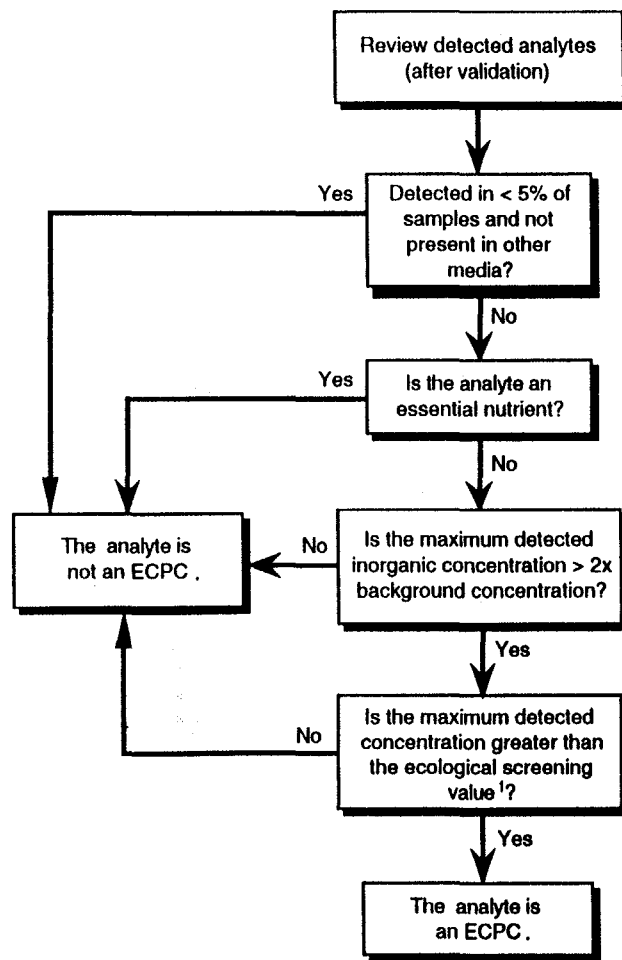 Review detected analytes
(after validation)
Yes
Detected in < 5% of
samples and not
present in other
media?
No
Yes
Is the analyte an
essential nutrient?
No
The analyte is
not an ECPC.
No
Is the maximum detected
inorganic concentration > 2x
background concentration?
Yes
No
Is the maximum detected
concentration greater than
the ecological screening
value¹?
Yes
The analyte is
an ECPC.